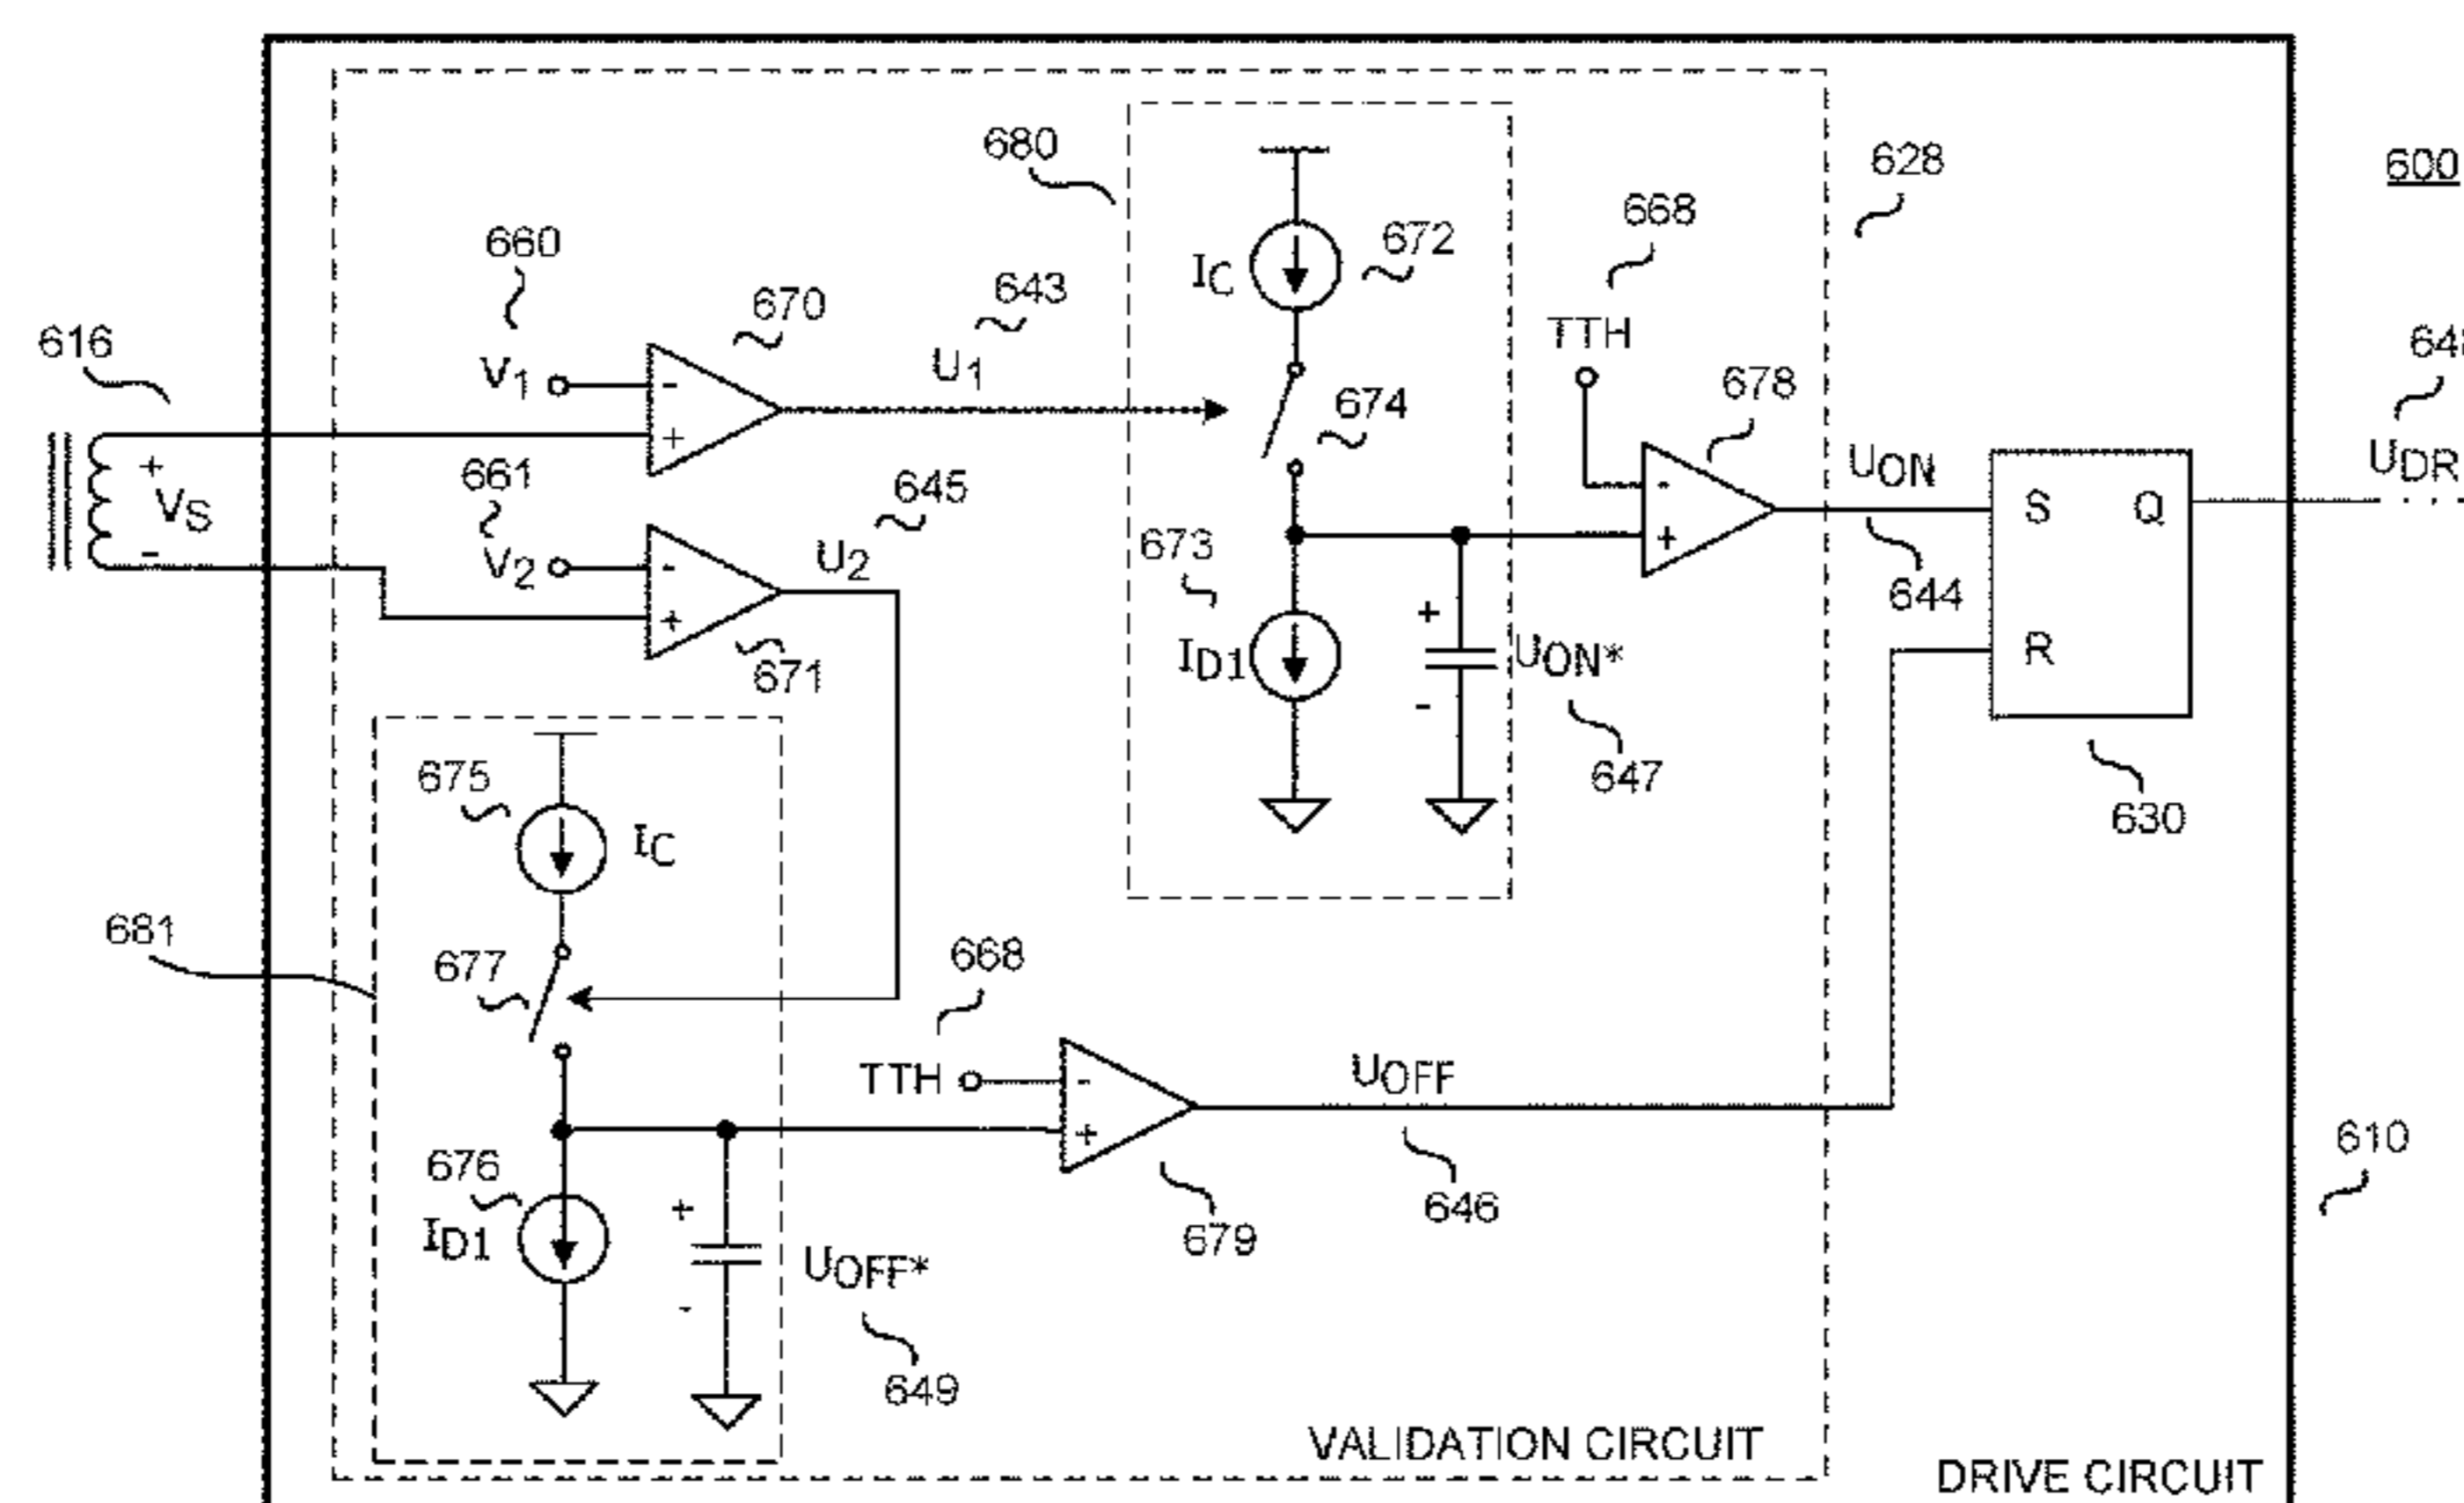 600
616
660
V1
670
643
U1
+
VS
-
661
V2
645
U2
671
-
+
-
+
680
672
IC
674
673
ID1
+
-
UON*
647
668
TTH
678
-
+
628
UON
644
S
Q
R
630
UDR
681
675
IC
677
676
ID1
+
-
UOFF*
649
668
TTH
-
+
679
UOFF
646
610
VALIDATION CIRCUIT
DRIVE CIRCUIT